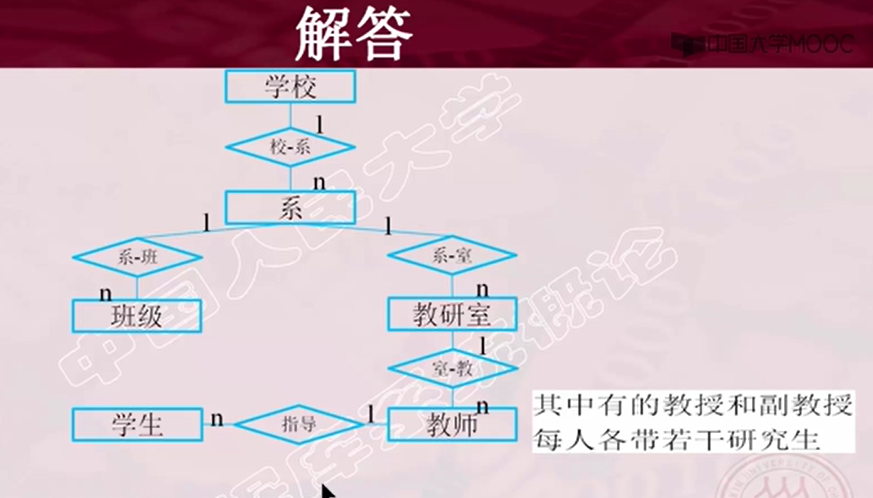 解答
中国大学MOOC
学校
1
校-系
n
系
1
1
系-班
系-室
n
n
班级
教研室
1
室-教
n
学生
n
指导
1
教师
其中有的教授和副教授
每人各带若干研究生
中国人民大学
数据库系统概论